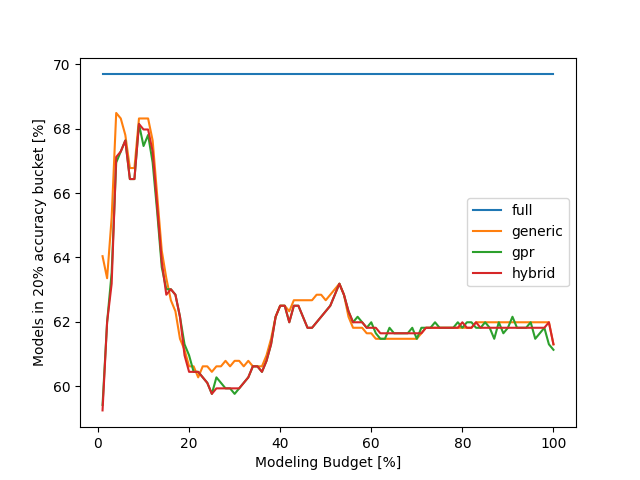 70
68
66
64
62
60
Models in 20% accuracy bucket [%]
full
generic
gpr
hybrid
0 20 40 60 80 100
Modeling Budget [%]